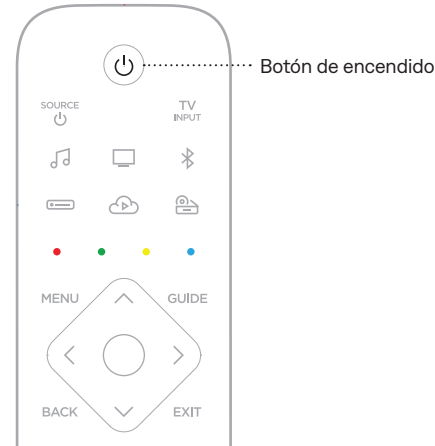 Botón de encendido
SOURCE
TV
INPUT
MENU
GUIDE
BACK
EXIT